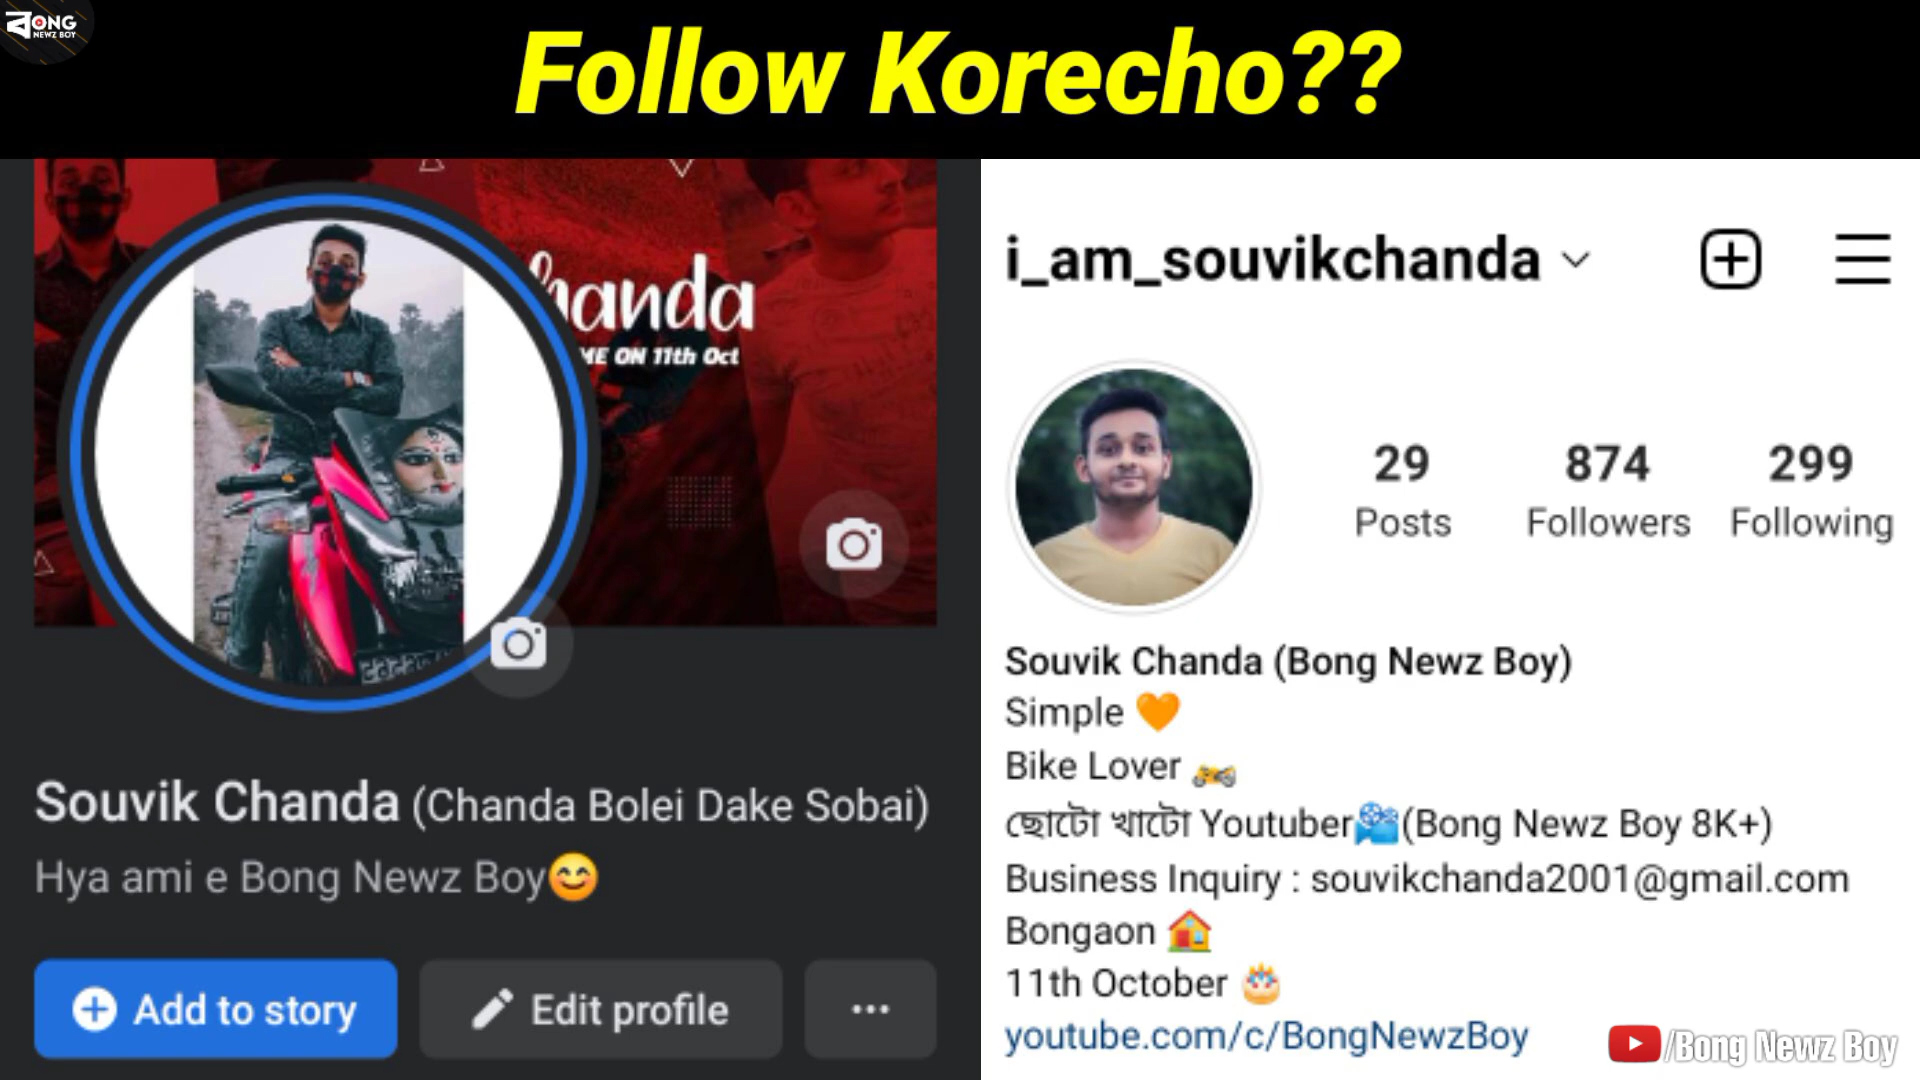 BONG
NEWZ BOY
Follow Korecho??
handa
ME ON 11th Oct
Souvik Chanda (Chanda Bolei Dake Sobai)
Hya ami e Bong Newz Boy😊
Add to story
Edit profile
i_am_souvikchanda
29
874
299
Posts
Followers
Following
Souvik Chanda (Bong Newz Boy)
Simple 🧡
Bike Lover 🏍️
ছোটো খাটো Youtuber🎥(Bong Newz Boy 8K+)
Business Inquiry : souvikchanda2001@gmail.com
Bongaon 🏠
11th October 🎂
youtube.com/c/BongNewzBoy
/Bong Newz Boy